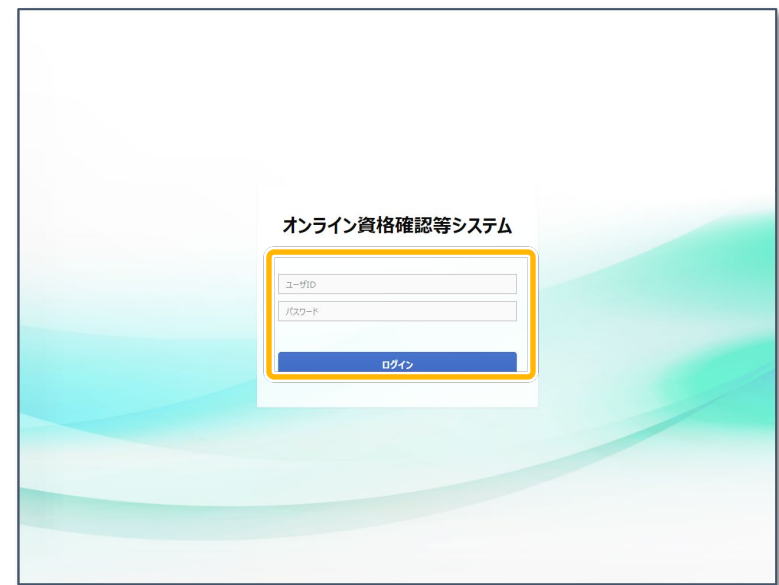 オンライン資格確認等システム
ユーザID
パスワード
ログイン